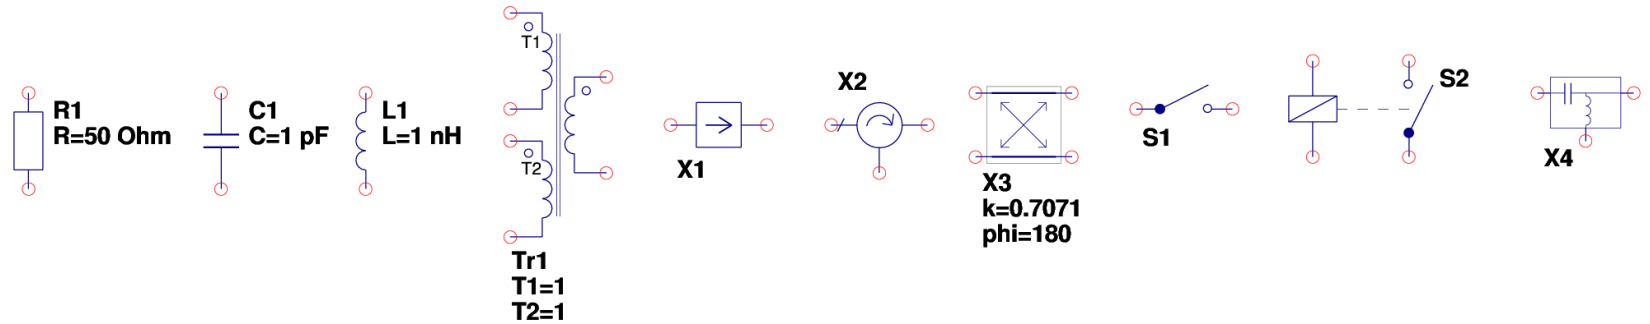 R1
R=50 Ohm
C1
C=1 pF
L1
L=1 nH
T1
T2
Tr1
T1=1
T2=1
X1
X2
X3
k=0.7071
phi=180
S1
S2
X4